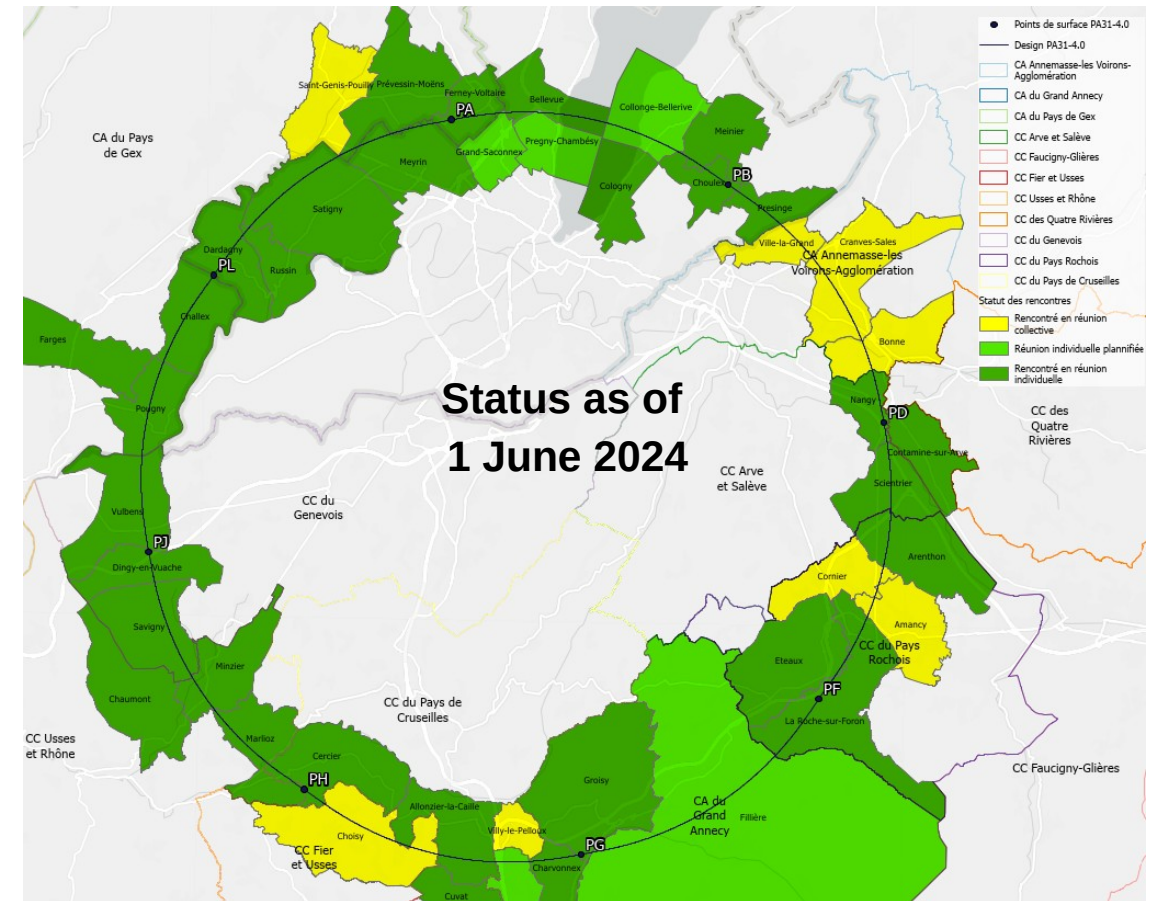 Points de surface PA31-4.0
Design PA31-4.0
CA Annemasse-les Voirons-
Agglomération
CA du Grand Annecy
CA du Pays de Gex
CC Arve et Salève
CC Faucigny-Glières
CC Fier et Usses
CC Usses et Rhône
CC des Quatre Rivières
CC du Genevois
CC du Pays Rochois
CC du Pays de Cruseilles
Statut des rencontres
Rencontré en réunion
collective
Réunion individuelle plannifiée
Rencontré en réunion
individuelle
Saint-Genis-Pouilly
Prévessin-Moëns
Ferney-Voltaire
Bellevue
Collonge-Bellerive
PA
CA du Pays
de Gex
Meyrin
Grand-Saconnex
Pregny-Chambésy
Meinier
Cologny
Choulex
PB
Presinge
Satigny
Ville-la-Grand
Cranves-Sales
CA Annemasse-les
Voirons-Agglomération
Dardagny
PL
Russin
Challex
Farges
Bonne
Pougny
Status as of
1 June 2024
Nangy
PD
CC des
Quatre
Rivières
Contamine-sur-Arve
CC Arve
et Salève
Scientrier
CC du
Genevois
Vulbens
PJ
Dingy-en-Vuache
Arenthon
Cornier
Savigny
Amancy
CC du Pays
Rochois
Minzier
Eteaux
Chaumont
PF
CC du Pays de
Cruseilles
La Roche-sur-Foron
CC Usses
et Rhône
Marlioz
Cercier
CC Faucigny-Glières
PH
Groisy
Allonzier-la-Caille
CA du
Grand
Annecy
Fillière
Choisy
Villy-le-Pelloux
PG
CC Fier
et Usses
Charvonnex
Cuvat